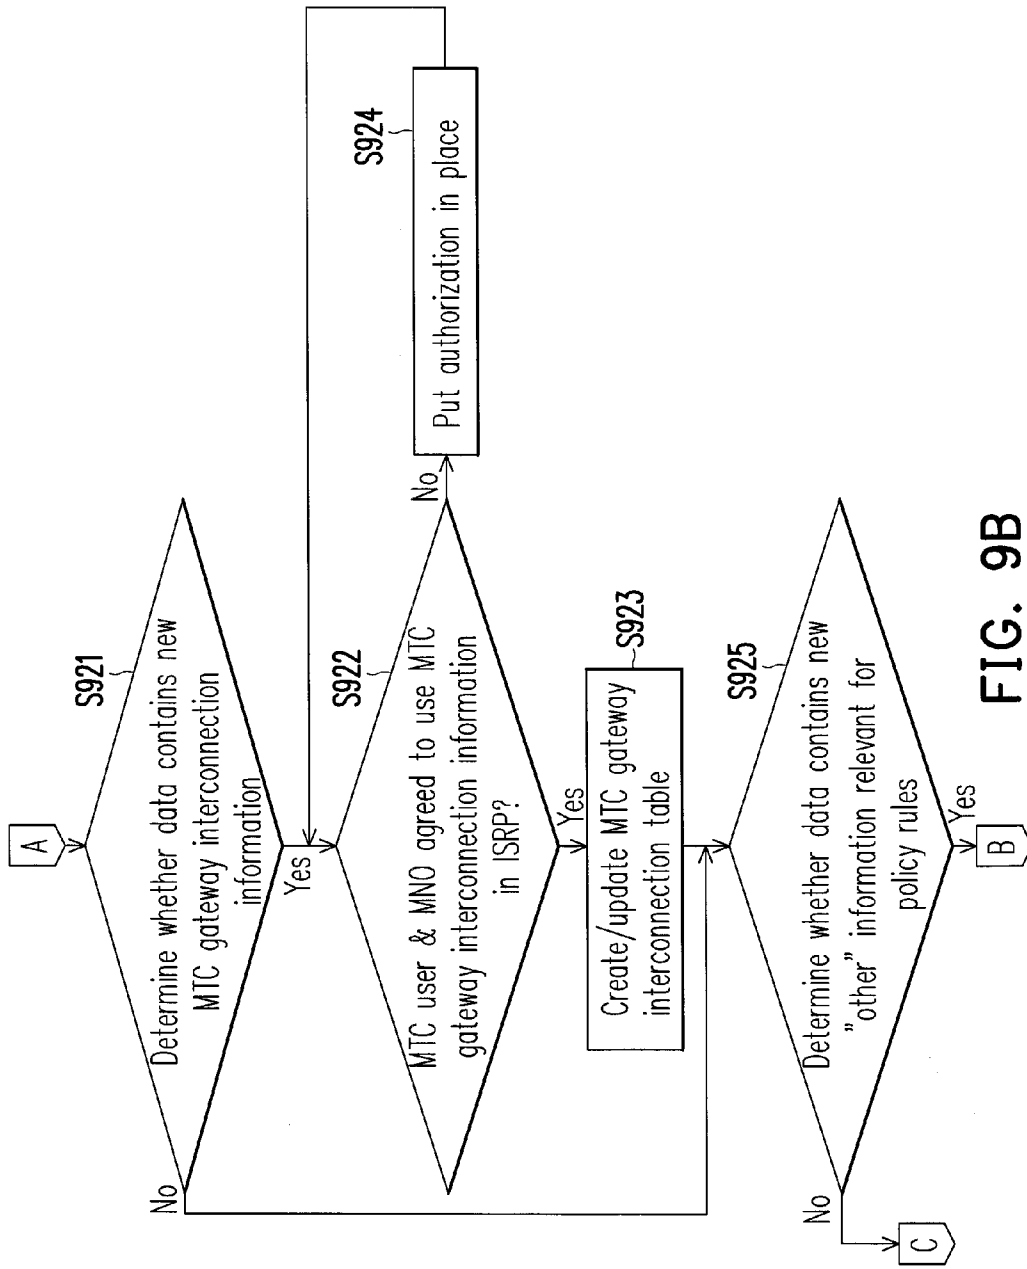 A
S921
Determine whether data contains new
MTC gateway interconnection
information
No
Yes
S922
MTC user & MNO agreed to use MTC
gateway interconnection information
in ISRP?
No
Yes
S924
Put authorization in place
S923
Create/update MTC gateway
interconnection table
S925
Determine whether data contains new
"other" information relevant for
policy rules
No
Yes
C
B
FIG. 9B